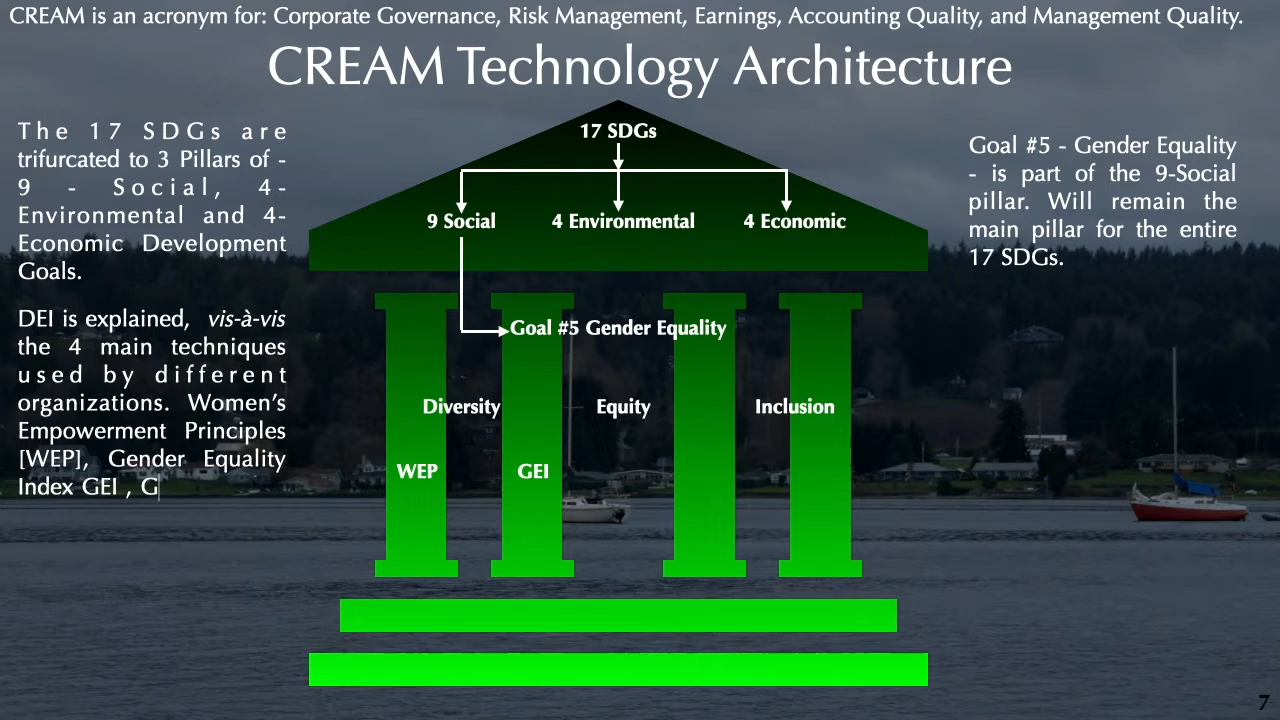 CREAM is an acronym for: Corporate Governance, Risk Management, Earnings, Accounting Quality, and Management Quality.
CREAM Technology Architecture
The 17 SDGs are
trifurcated to 3 Pillars of -
9 - Social, 4-
Environmental and 4-
Economic Development
Goals.
DEI is explained, vis-à-vis
the 4 main techniques
used by different
organizations. Women's
Empowerment Principles
[WEP], Gender Equality
Index GEI , G
17 SDGs
9 Social
4 Environmental
4 Economic
Goal #5 Gender Equality
Diversity
Equity
Inclusion
WEP
GEI
Goal #5 - Gender Equality
- is part of the 9-Social
pillar. Will remain the
main pillar for the entire
17 SDGs.
7